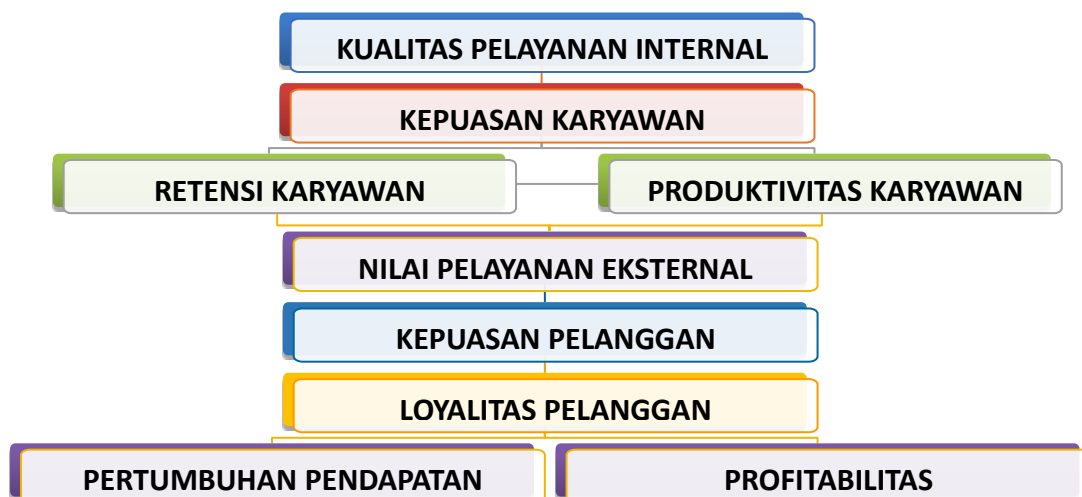 KUALITAS PELAYANAN INTERNAL
KEPUASAN KARYAWAN
RETENSI KARYAWAN
PRODUKTIVITAS KARYAWAN
NILAI PELAYANAN EKSTERNAL
KEPUASAN PELANGGAN
LOYALITAS PELANGGAN
PERTUMBUHAN PENDAPATAN
PROFITABILITAS